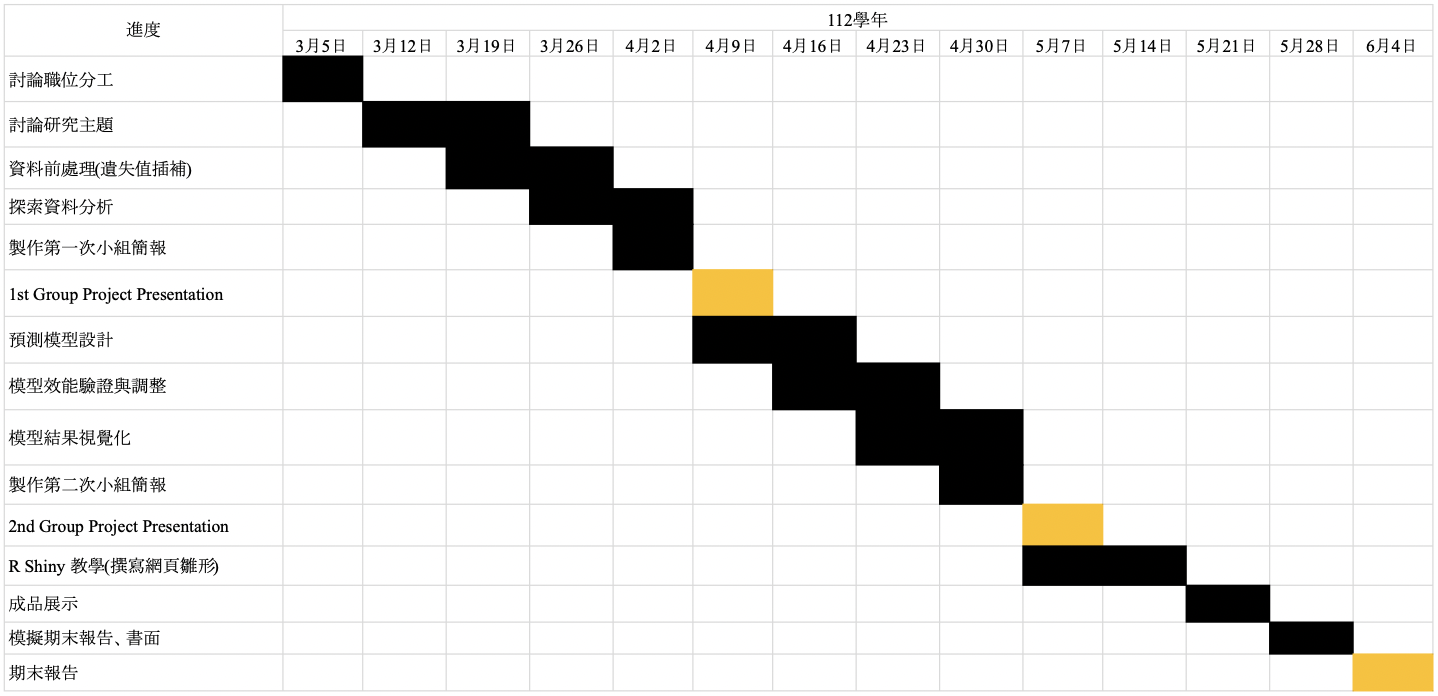 進度
112學年
3月5日 3月12日 3月19日 3月26日 4月2日 4月9日 4月16日 4月23日 4月30日 5月7日 5月14日 5月21日 5月28日 6月4日
討論職位分工
討論研究主題
資料前處理(遺失值插補)
探索資料分析
製作第一次小組簡報
1st Group Project Presentation
預測模型設計
模型效能驗證與調整
模型結果視覺化
製作第二次小組簡報
2nd Group Project Presentation
R Shiny 教學(撰寫網頁雛形)
成品展示
模擬期末報告、書面
期末報告